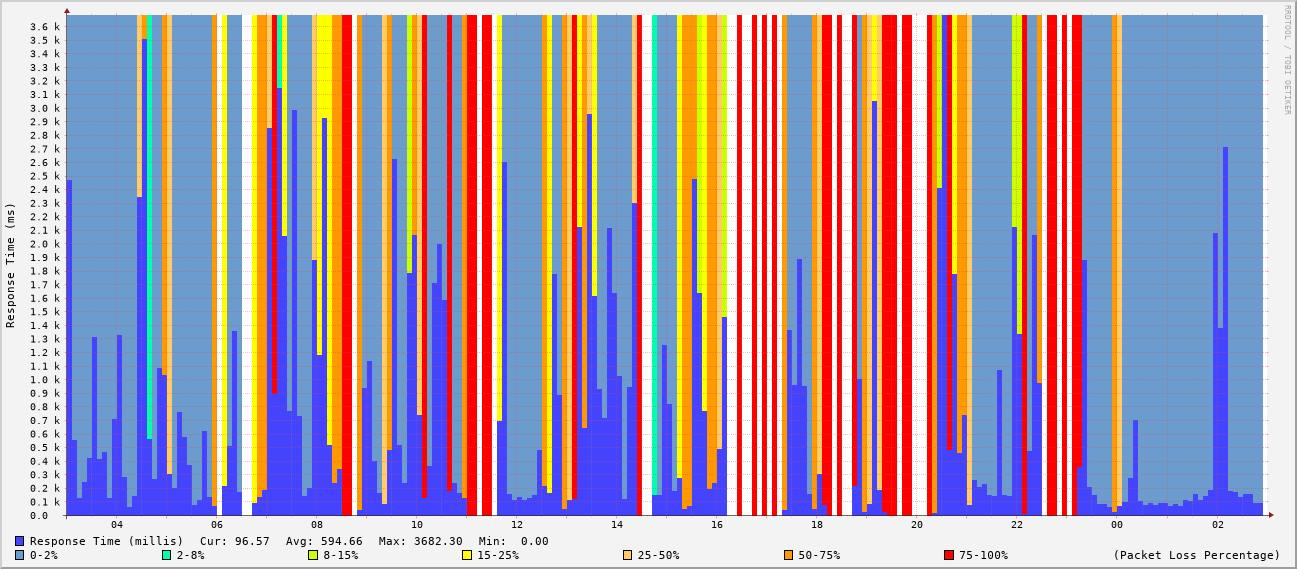 RRDTOOL / TOBI OETIKER
Response Time (ms)
3.6 k
3.5 k
3.4 k
3.3 k
3.2 k
3.1 k
3.0 k
2.9 k
2.8 k
2.7 k
2.6 k
2.5 k
2.4 k
2.3 k
2.2 k
2.1 k
2.0 k
1.9 k
1.8 k
1.7 k
1.6 k
1.5 k
1.4 k
1.3 k
1.2 k
1.1 k
1.0 k
0.9 k
0.8 k
0.7 k
0.6 k
0.5 k
0.4 k
0.3 k
0.2 k
0.1 k
0.0
04 06 08 10 12 14 16 18 20 22 00 02
Response Time (millis) Cur: 96.57 Avg: 594.66 Max: 3682.30 Min: 0.00
0-2% 2-8% 8-15% 15-25% 25-50% 50-75% 75-100% (Packet Loss Percentage)